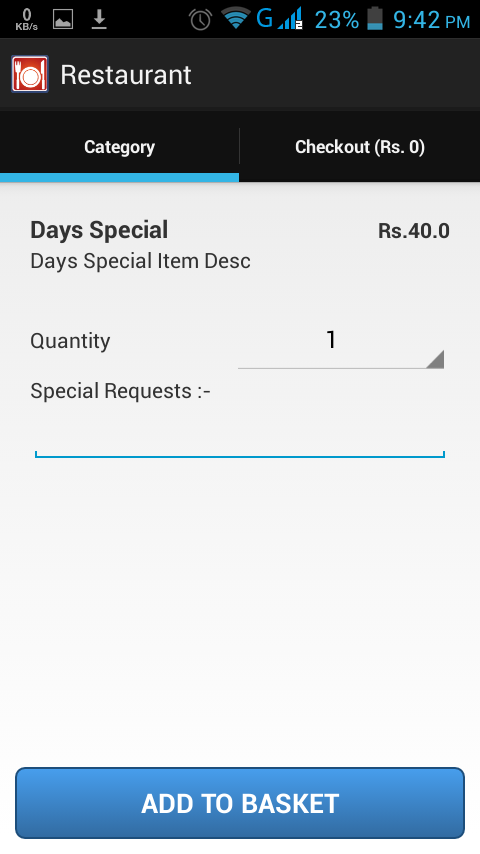 0 KB/s G 2 23% 9:42 PM
Restaurant
Category Checkout (Rs. 0)
Days Special Rs.40.0
Days Special Item Desc
Quantity 1
Special Requests :-
ADD TO BASKET